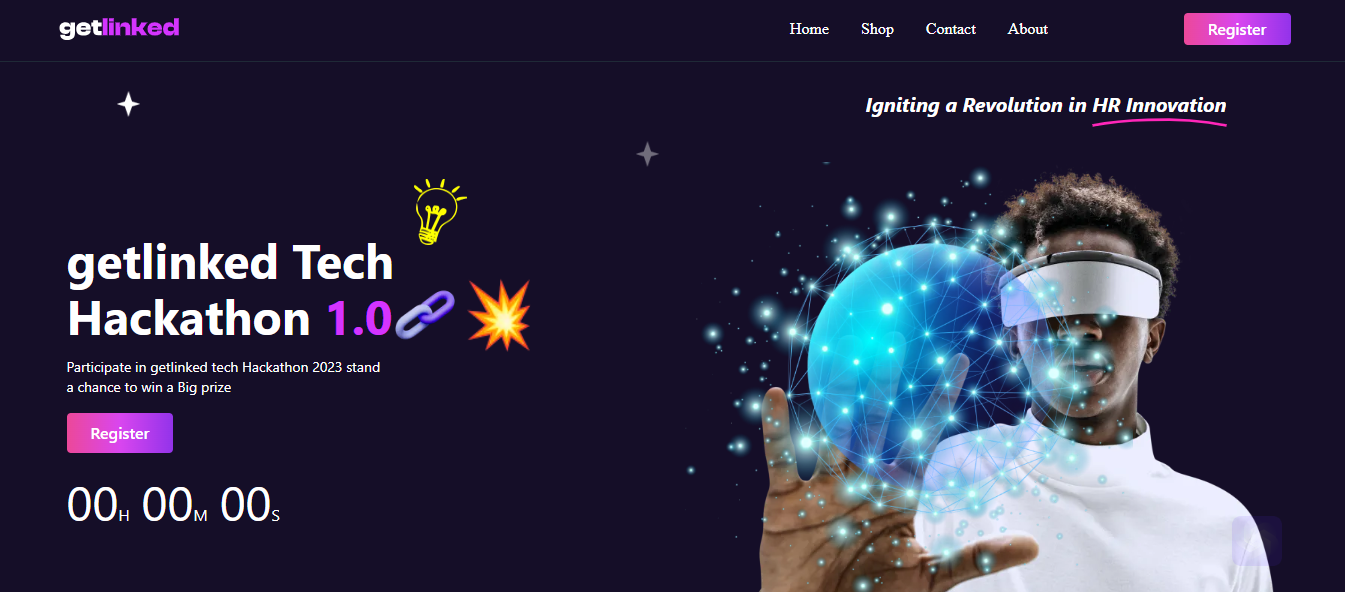 getlinked
Home Shop Contact About
Register
Igniting a Revolution in HR Innovation
getlinked Tech
Hackathon 1.0
Participate in getlinked tech Hackathon 2023 stand
a chance to win a Big prize
Register
00H 00M 00S